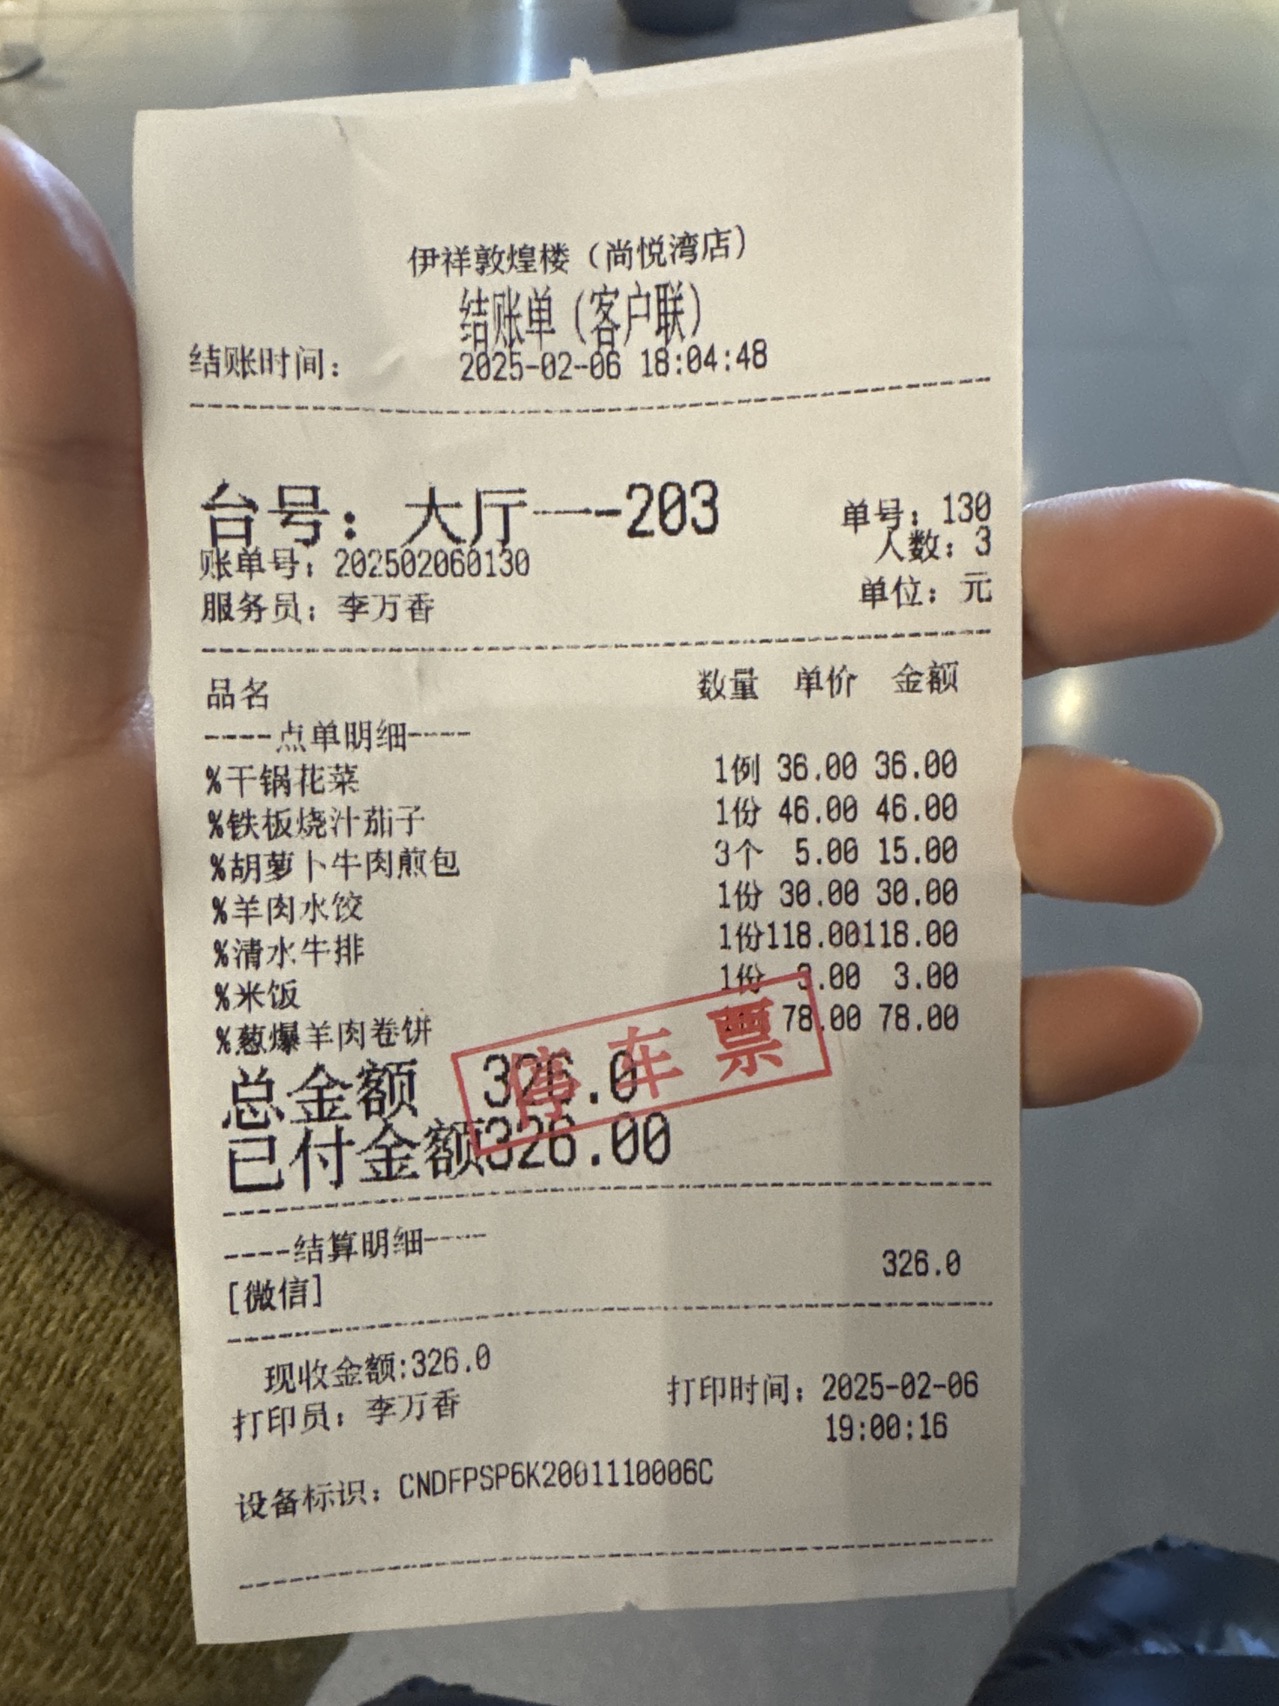 伊祥敦煌楼（尚悦湾店）
结账单（客户联）
结账时间： 2025-02-06 18:04:48
台号：大厅一-203
单号：130
账单号：202502060130
人数：3
服务员：李万香
单位：元
品名 数量 单价 金额
----点单明细----
%干锅花菜 1例 36.00 36.00
%铁板烧汁茄子 1份 46.00 46.00
%胡萝卜牛肉煎包 3个 5.00 15.00
%羊肉水饺 1份 30.00 30.00
%清水牛排 1份118.00118.00
%米饭 1份 3.00 3.00
%葱爆羊肉卷饼 78.00 78.00
停车票
总金额 326.0
已付金额326.00
----结算明细----
[微信] 326.0
现收金额:326.0
打印员：李万香
打印时间：2025-02-06
19:00:16
设备标识：CNDFPSP6K2001110006C